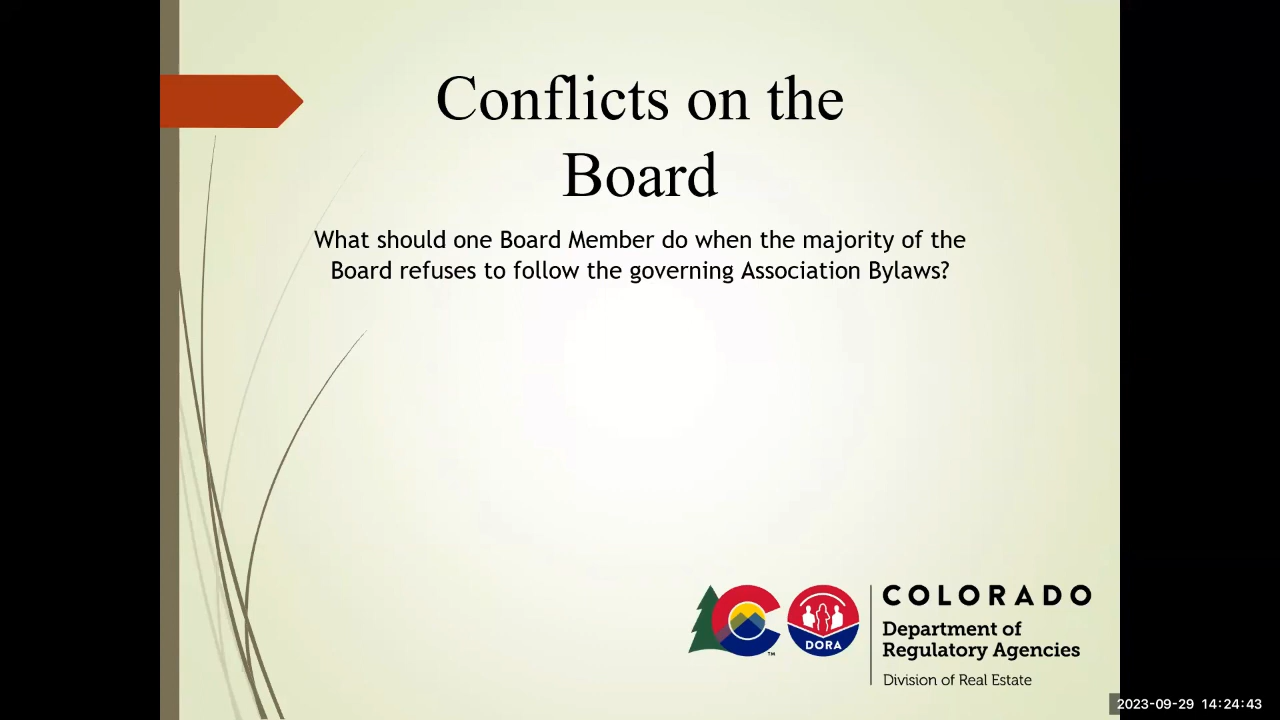 Conflicts on the
Board
What should one Board Member do when the majority of the
Board refuses to follow the governing Association Bylaws?
COLORADO
Department of
Regulatory Agencies
Division of Real Estate
DORA
TM
2023-09-29 14:24:43